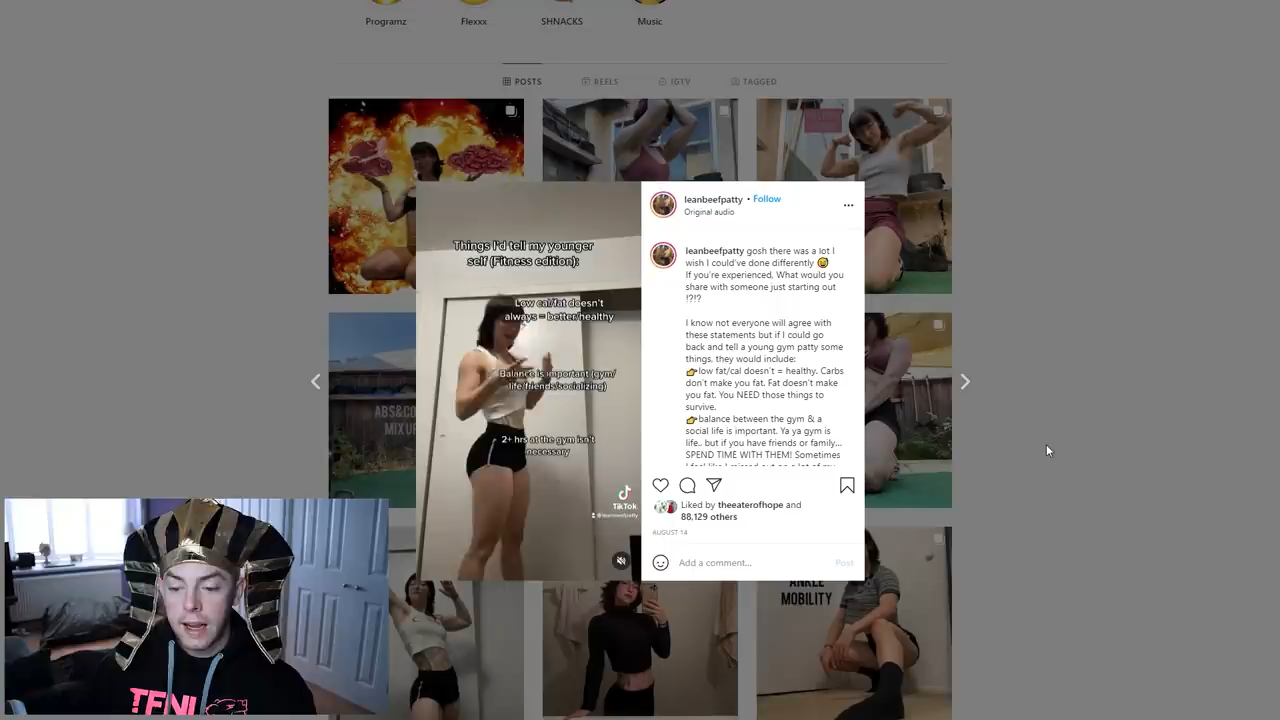 Programz
Flexxx
SHNACKS
Music
POSTS
REELS
IGTV
TAGGED
Things I'd tell my younger
self (Fitness edition):
Low cal/fat doesn't
always = better/healthy
Balance is important (gym/
life/friends/socializing)
2+ hrs at the gym isn't
necessary
TikTok
leanbeefpatty • Follow
Original audio
leanbeefpatty gosh there was a lot I
wish I could've done differently 😅
If you're experienced, What would you
share with someone just starting out
!?!?
I know not everyone will agree with
these statements but if I could go
back and tell a young gym patty some
things, they would include:
👉low fat/cal doesn't = healthy. Carbs
don't make you fat. Fat doesn't make
you fat. You NEED those things to
survive.
👉balance between the gym & a
social life is important. Ya ya gym is
life.. but if you have friends or family...
SPEND TIME WITH THEM! Sometimes
Liked by theeaterofhope and
88,129 others
AUGUST 14
Add a comment...
Post
ABS&CO
MIX UP
ANKLE
MOBILITY